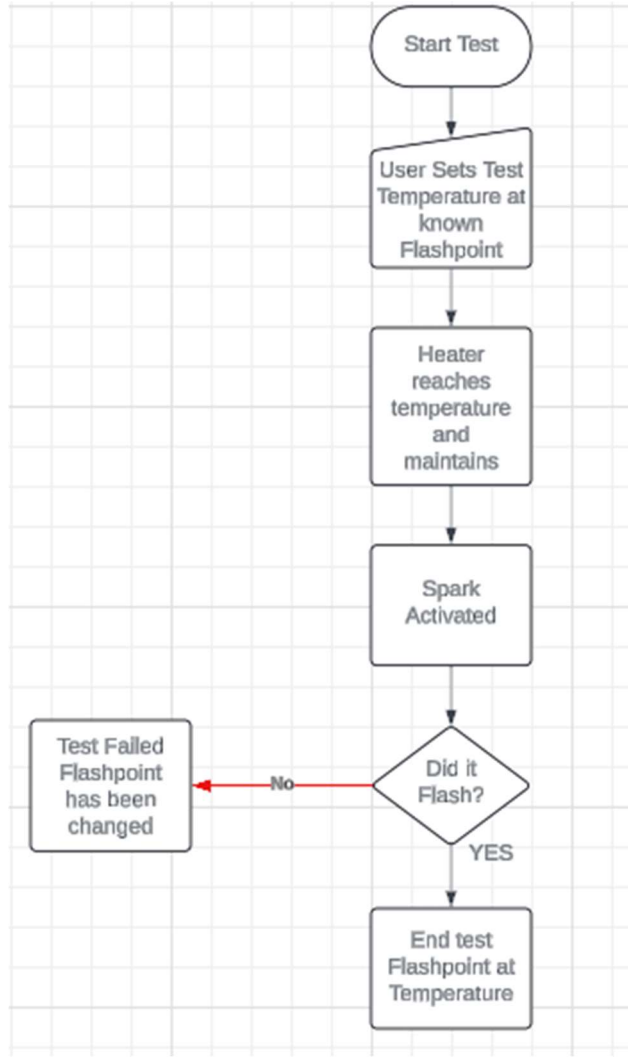 Start Test
User Sets Test
Temperature at
known
Flashpoint
Heater
reaches
temperature
and
maintains
Spark
Activated
Did it
Flash?
No
Test Failed
Flashpoint
has been
changed
YES
End test
Flashpoint at
Temperature